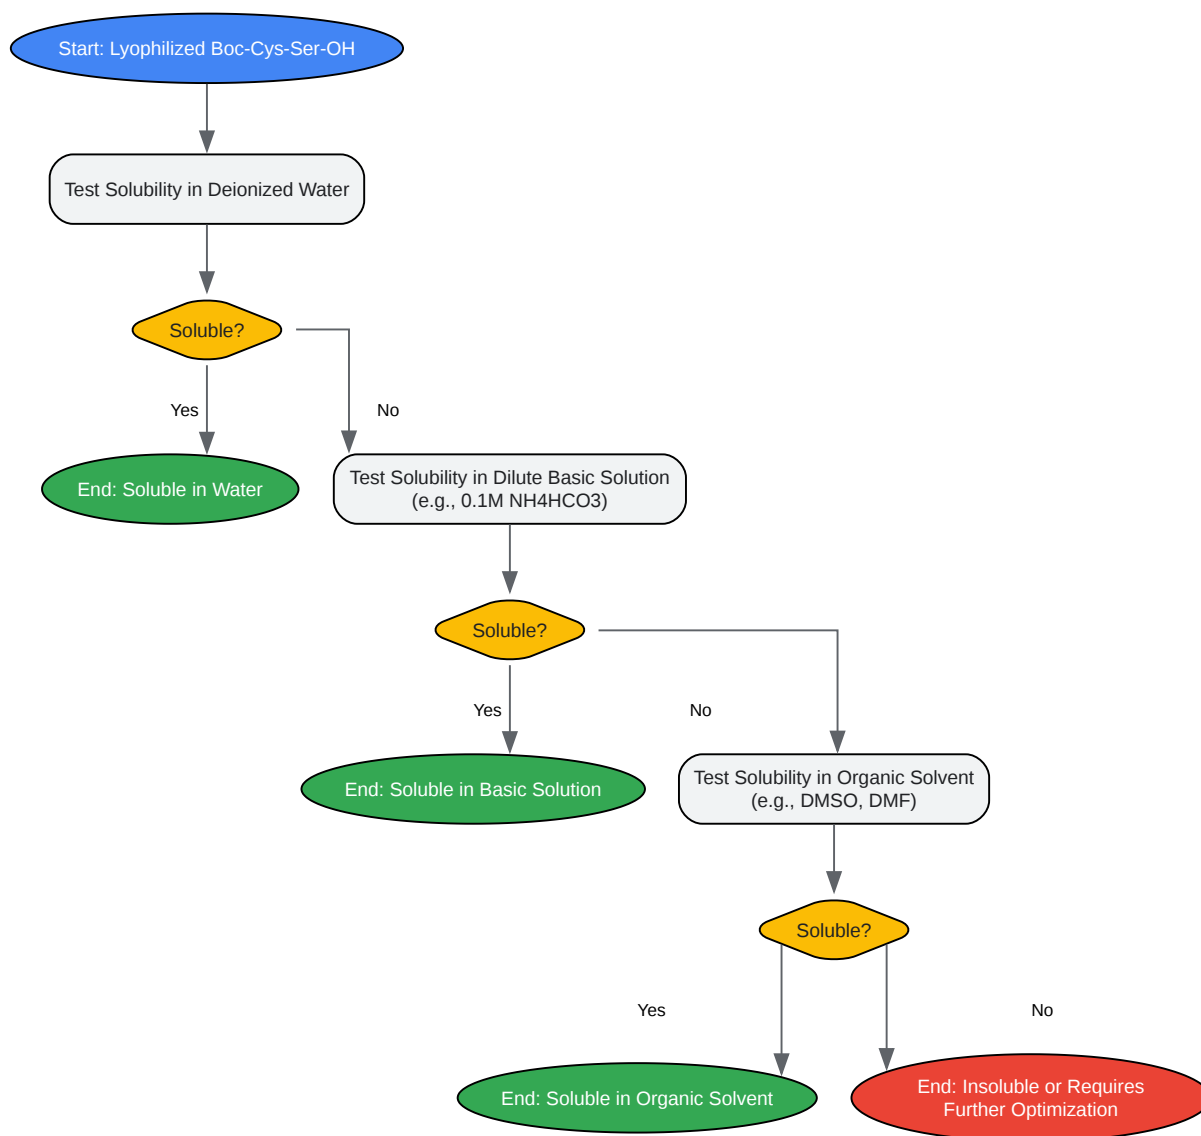 Start: Lyophilized Boc-Cys-Ser-OH
Test Solubility in Deionized Water
Soluble?
Yes
No
End: Soluble in Water
Test Solubility in Dilute Basic Solution
(e.g., 0.1M NH4HCO3)
Soluble?
Yes
No
End: Soluble in Basic Solution
Test Solubility in Organic Solvent
(e.g., DMSO, DMF)
Soluble?
Yes
No
End: Soluble in Organic Solvent
End: Insoluble or Requires
Further Optimization